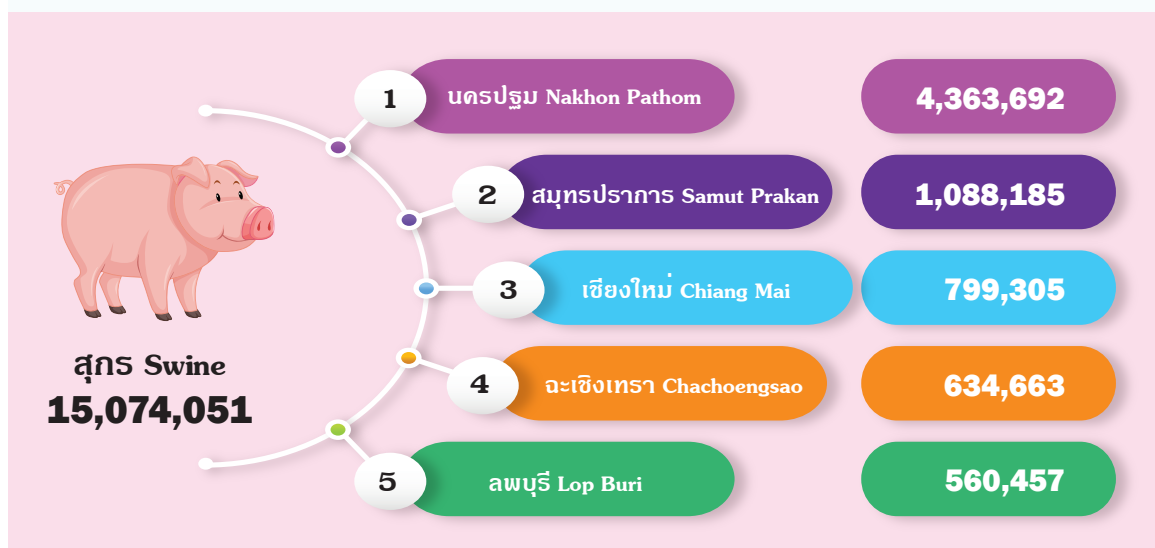 สุกร Swine
15,074,051
1 นครปฐม Nakhon Pathom 4,363,692
2 สมุทรปราการ Samut Prakan 1,088,185
3 เชียงใหม่ Chiang Mai 799,305
4 ฉะเชิงเทรา Chachoengsao 634,663
5 ลพบุรี Lop Buri 560,457